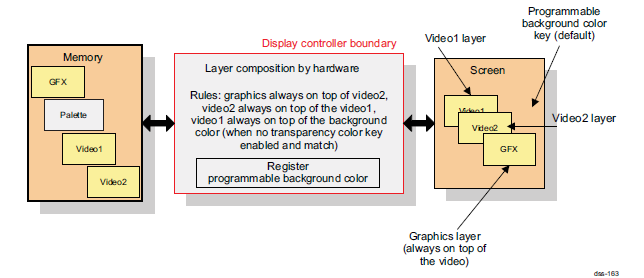 Programmable
background color
key (default)
Display controller boundary
Video1 layer
Memory
GFX
Palette
Video1
Video2
Layer composition by hardware
Rules: graphics always on top of video2,
video2 always on top of the video1,
video1 always on top of the background
color (when no transparency color key
enabled and match)
Register
programmable background color
Screen
Video1
Video2
GFX
Video2 layer
Graphics layer
(always on top of
the video)
dss-163